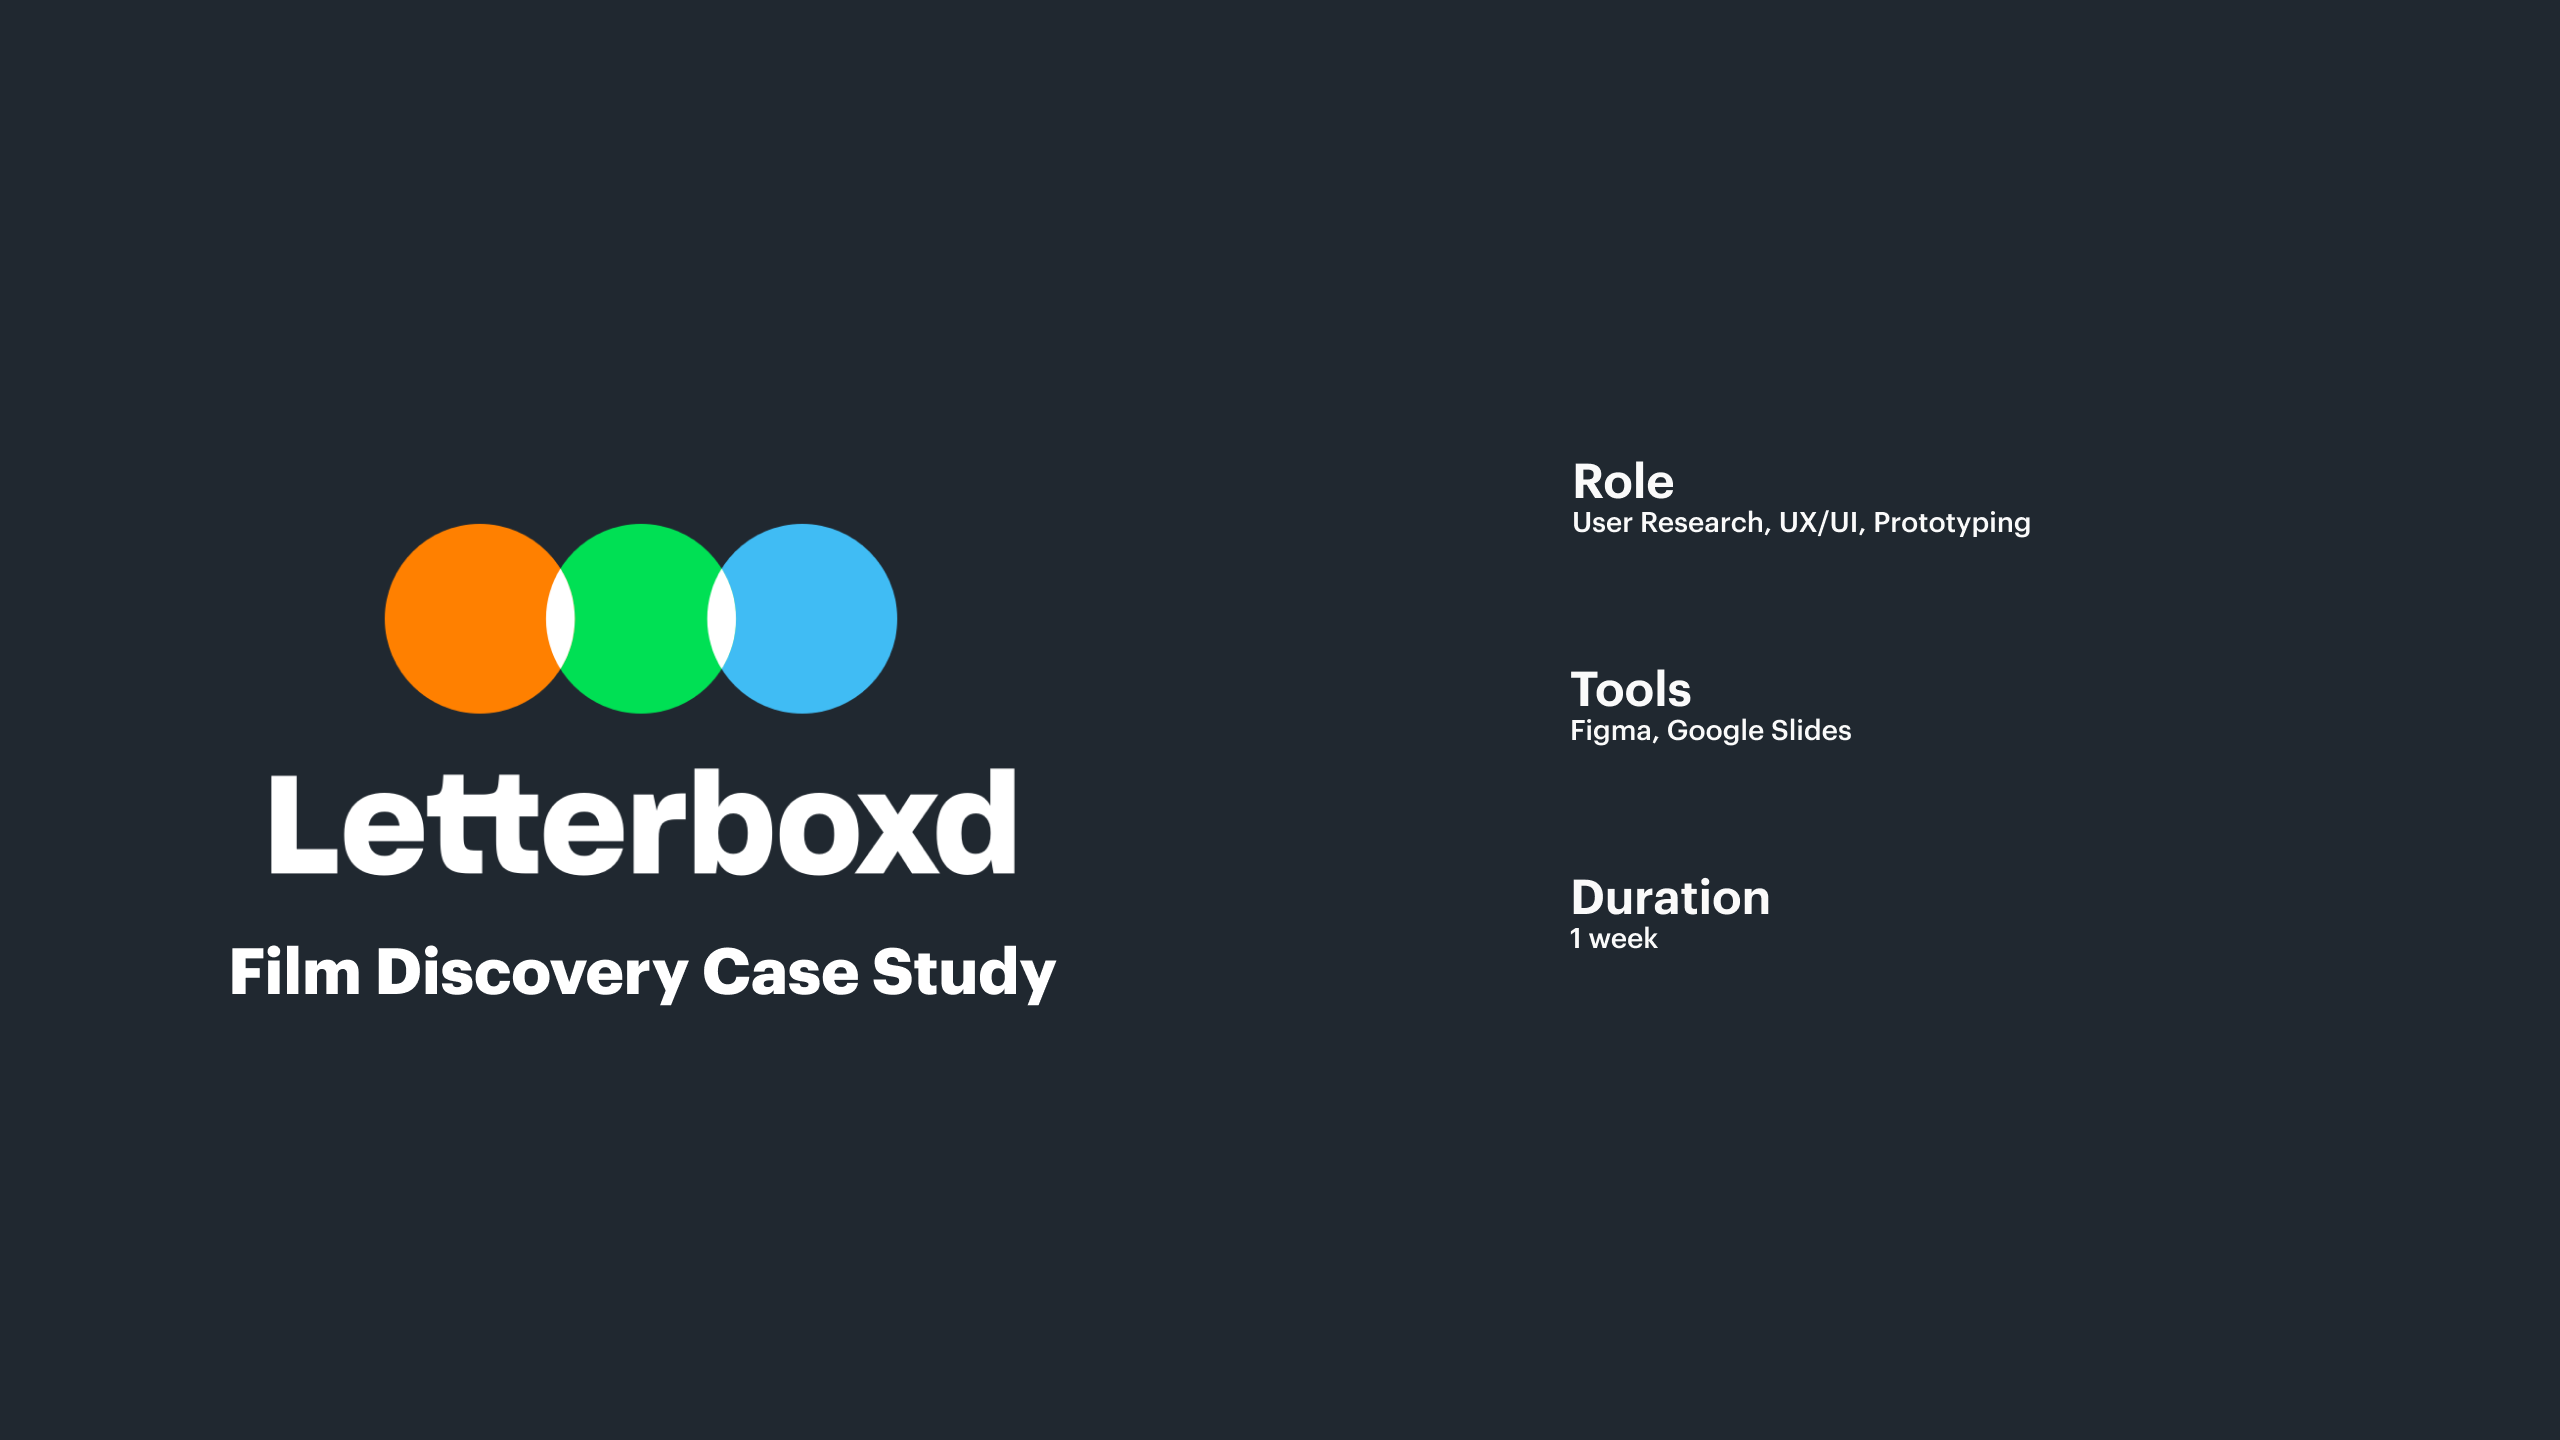 Letterboxd
Film Discovery Case Study
Role
User Research, UX/UI, Prototyping
Tools
Figma, Google Slides
Duration
1 week